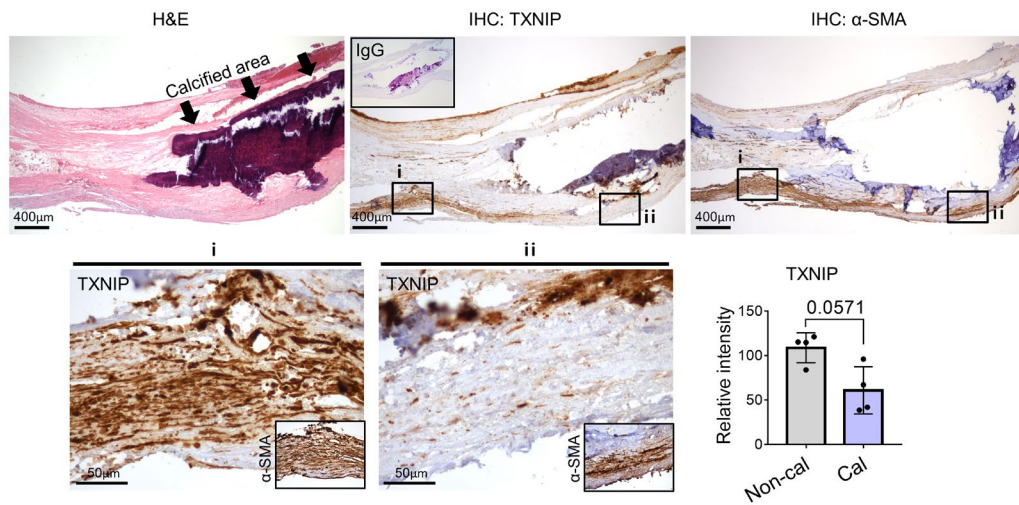 H&E
IHC: TXNIP
IHC: α-SMA
Calcified area
400μm
IgG
i
ii
400μm
i
ii
400μm
i
ii
TXNIP
α-SMA
50μm
TXNIP
α-SMA
50μm
TXNIP
0.0571
Relative intensity
150
100
50
0
Non-cal
Cal